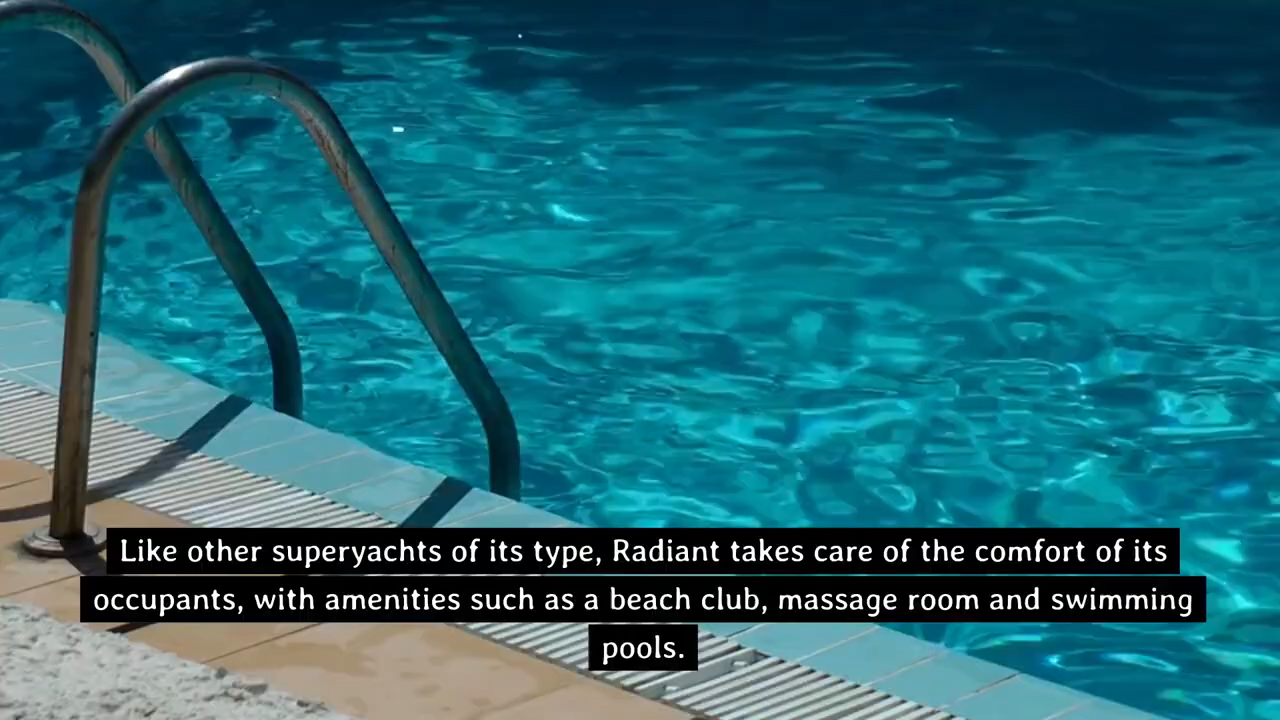 Like other superyachts of its type, Radiant takes care of the comfort of its
occupants, with amenities such as a beach club, massage room and swimming
pools.